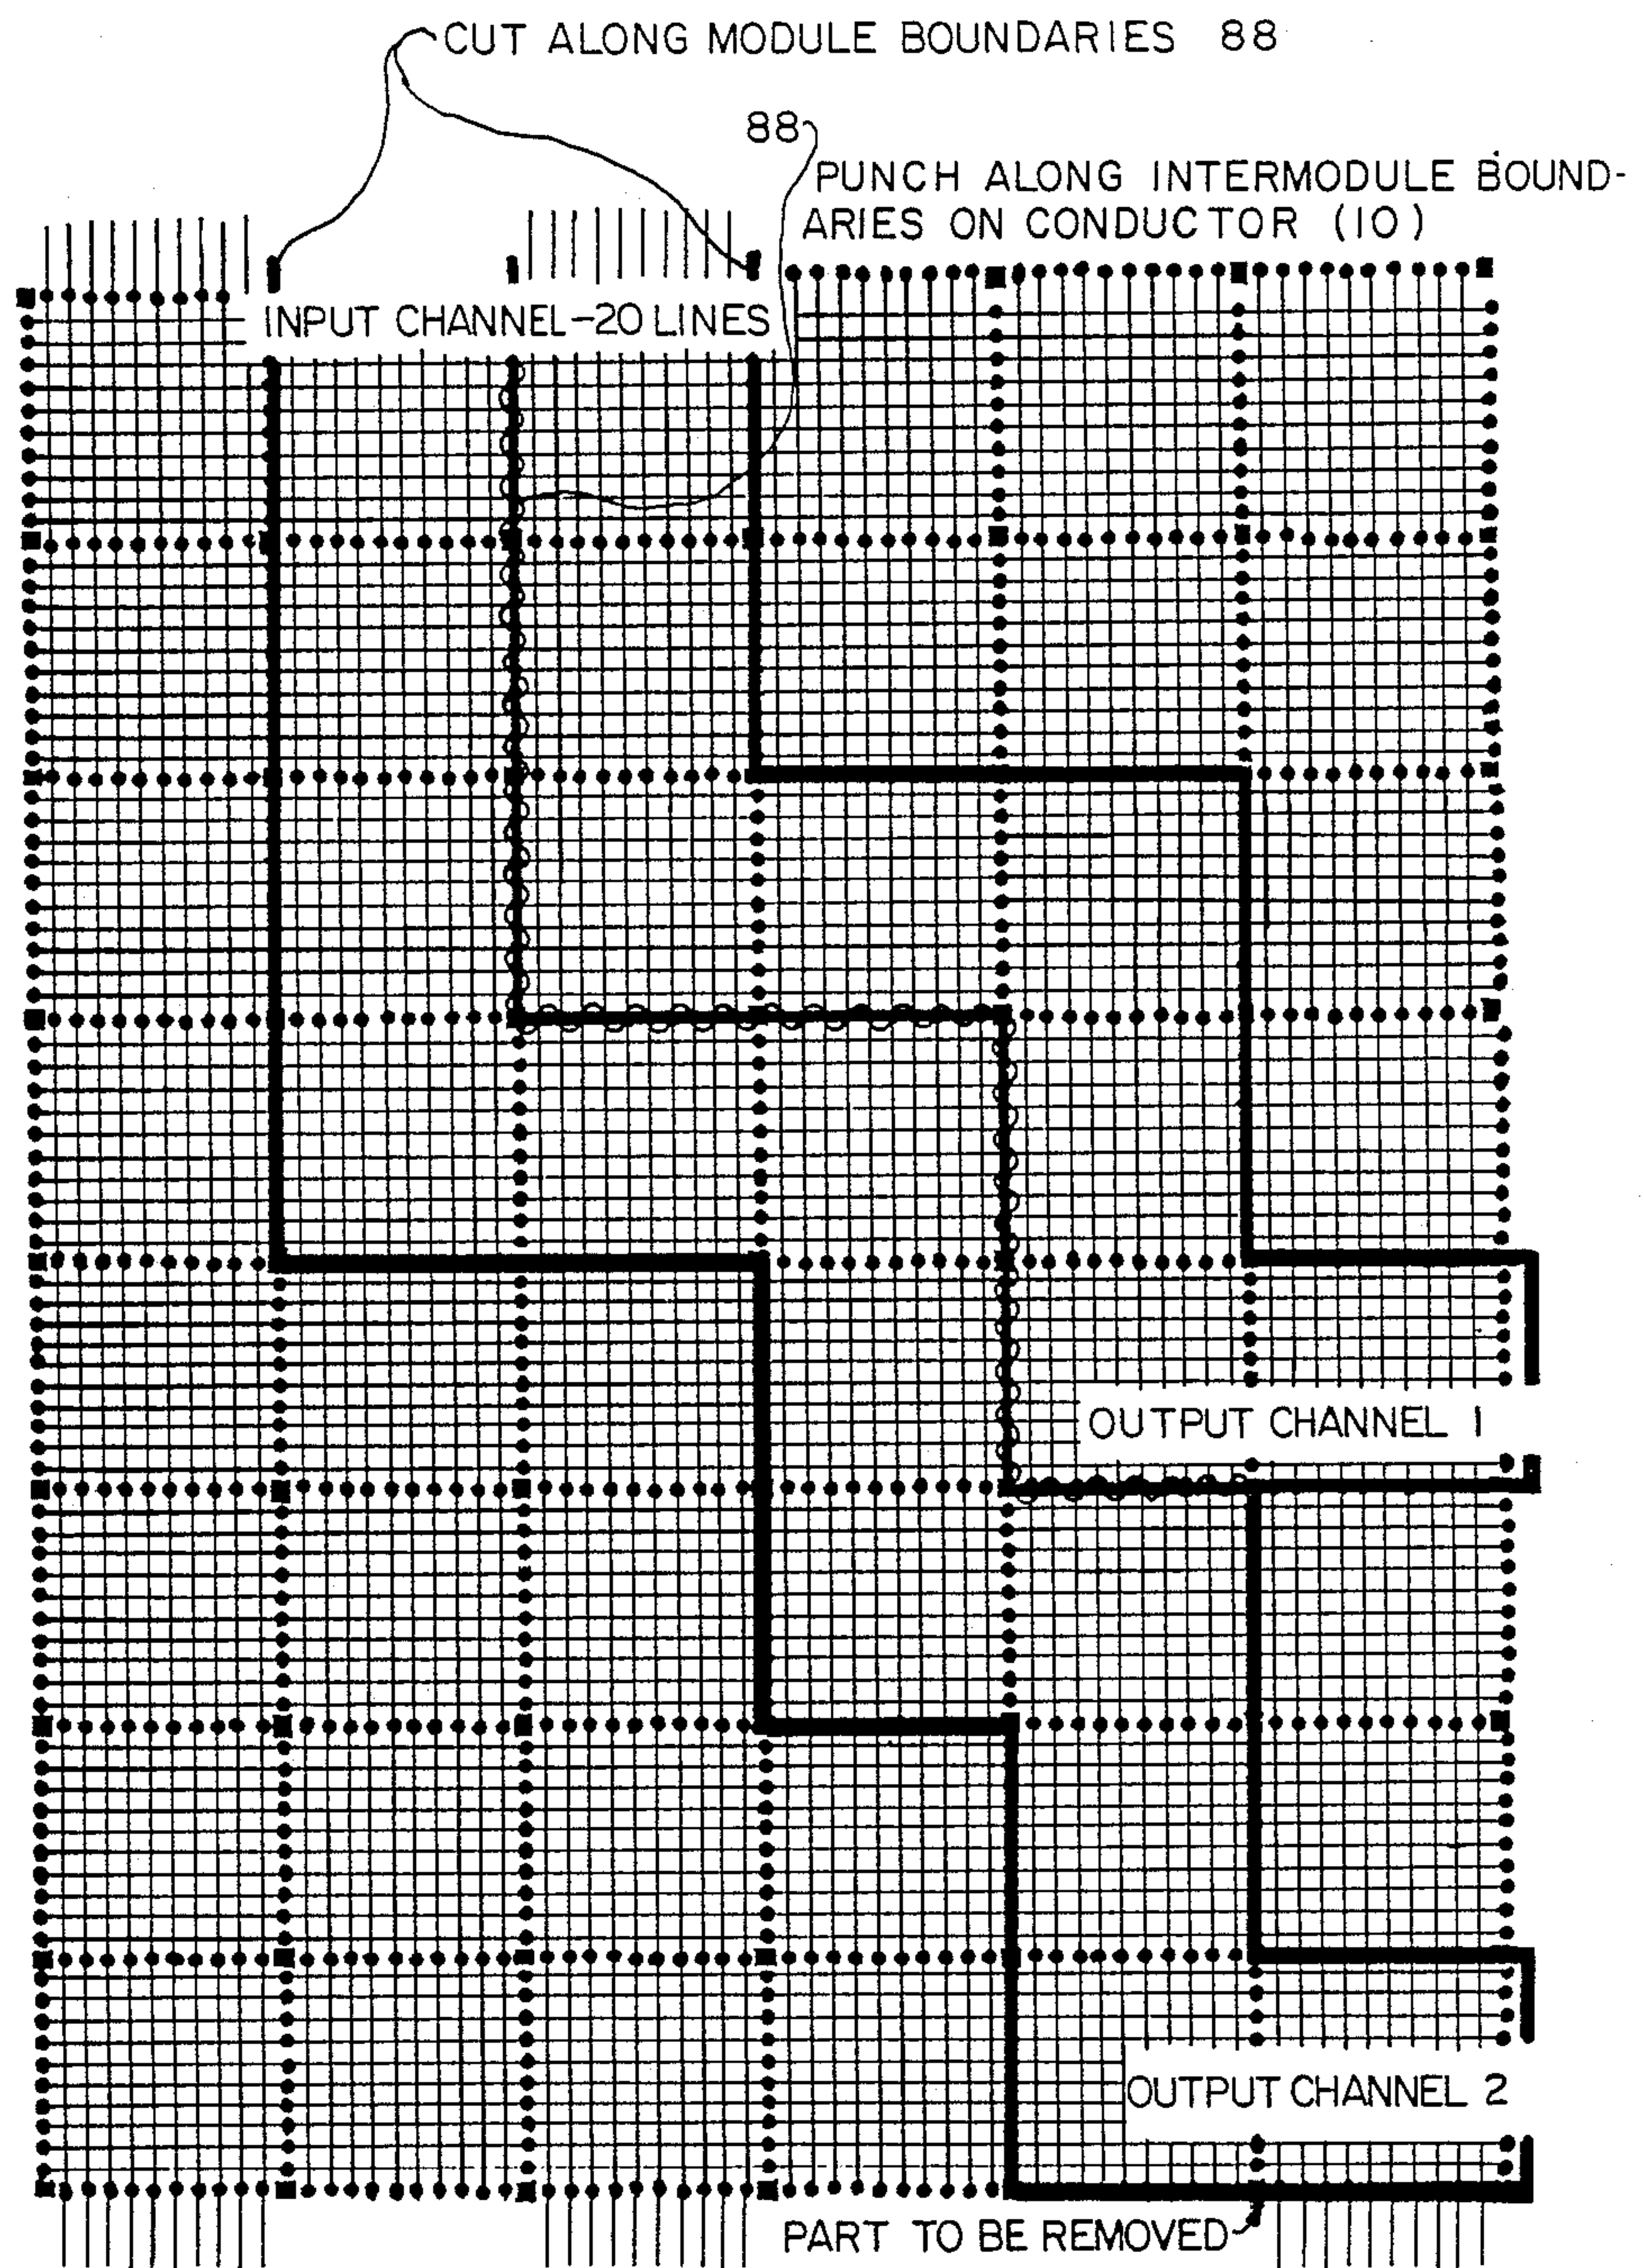 CUT ALONG MODULE BOUNDARIES 88
88
PUNCH ALONG INTERMODULE BOUND-
ARIES ON CONDUCTOR (10)
INPUT CHANNEL-20 LINES
OUTPUT CHANNEL 1
OUTPUT CHANNEL 2
PART TO BE REMOVED